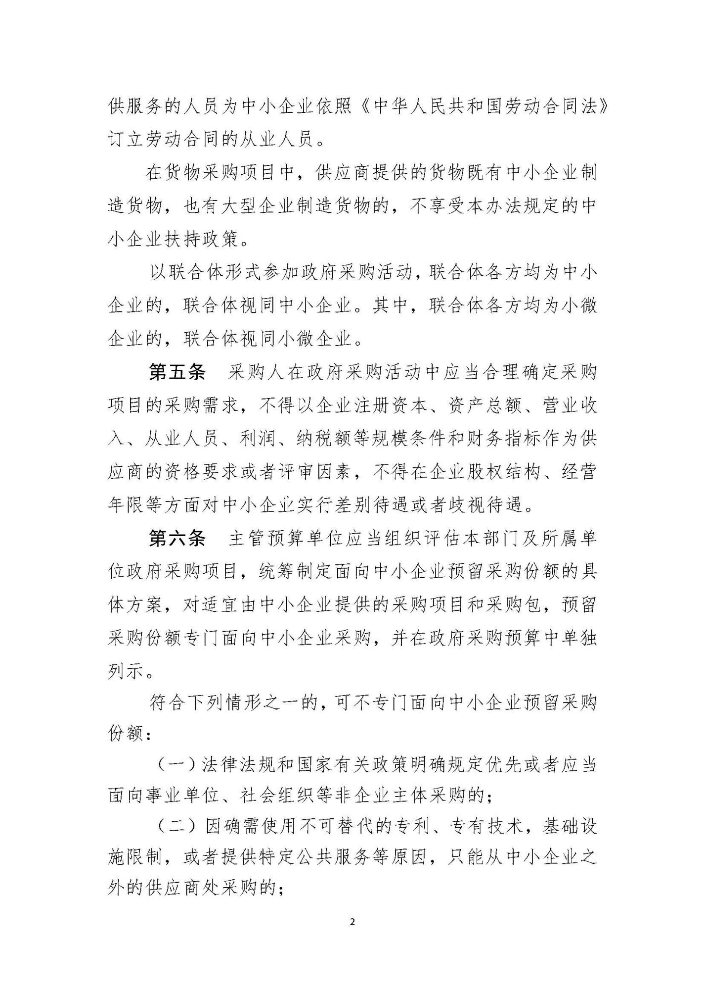 供服务的人员为中小企业依照《中华人民共和国劳动合同法》
订立劳动合同的从业人员。
在货物采购项目中，供应商提供的货物既有中小企业制
造货物，也有大型企业制造货物的，不享受本办法规定的中
小企业扶持政策。
以联合体形式参加政府采购活动，联合体各方均为中小
企业的，联合体视同中小企业。其中，联合体各方均为小微
企业的，联合体视同小微企业。
第五条 采购人在政府采购活动中应当合理确定采购
项目的采购需求，不得以企业注册资本、资产总额、营业收
入、从业人员、利润、纳税额等规模条件和财务指标作为供
应商的资格要求或者评审因素，不得在企业股权结构、经营
年限等方面对中小企业实行差别待遇或者歧视待遇。
第六条 主管预算单位应当组织评估本部门及所属单
位政府采购项目，统筹制定面向中小企业预留采购份额的具
体方案，对适宜由中小企业提供的采购项目和采购包，预留
采购份额专门面向中小企业采购，并在政府采购预算中单独
列示。
符合下列情形之一的，可不专门面向中小企业预留采购
份额：
（一）法律法规和国家有关政策明确规定优先或者应当
面向事业单位、社会组织等非企业主体采购的；
（二）因确需使用不可替代的专利、专有技术，基础设
施限制，或者提供特定公共服务等原因，只能从中小企业之
外的供应商处采购的；
2